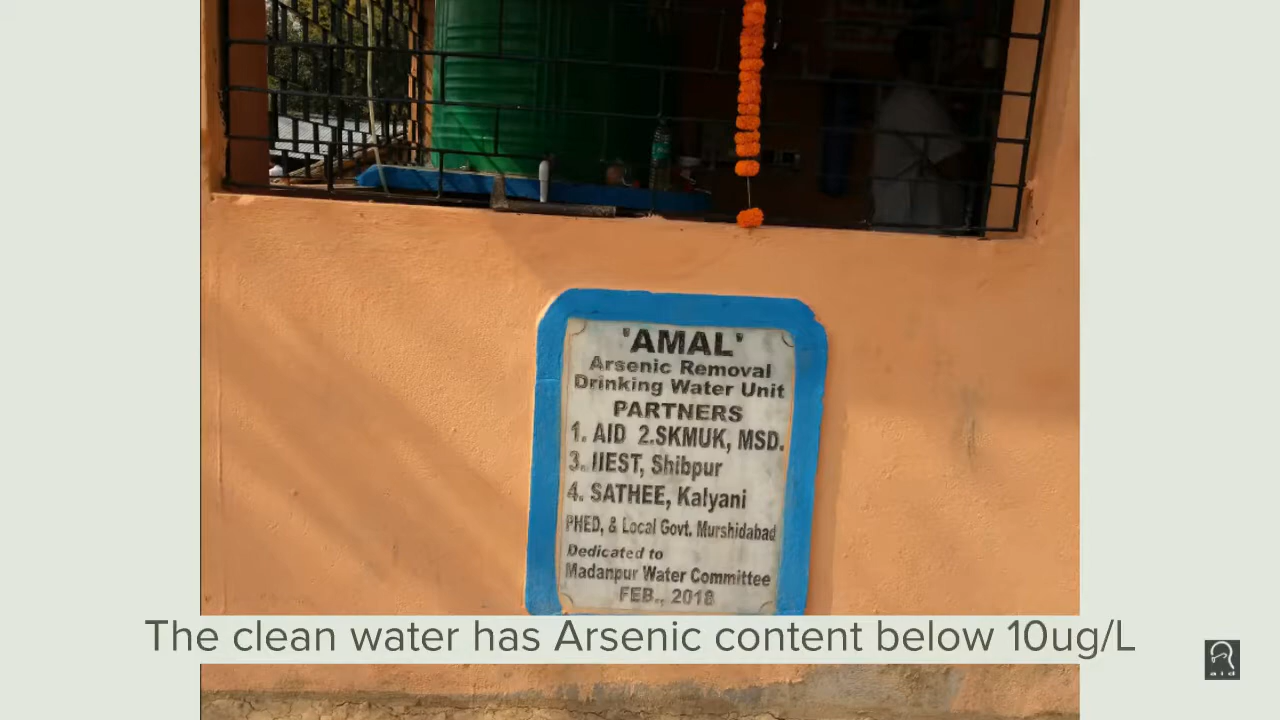 'AMAL'
Arsenic Removal
Drinking Water Unit
PARTNERS
1. AID 2.SKMUK, MSD.
3. IIEST, Shibpur
4. SATHEE, Kalyani
PHED, & Local Govt. Murshidabad
Dedicated to
Madanpur Water Committee
FEB., 2018
The clean water has Arsenic content below 10ug/L
aid